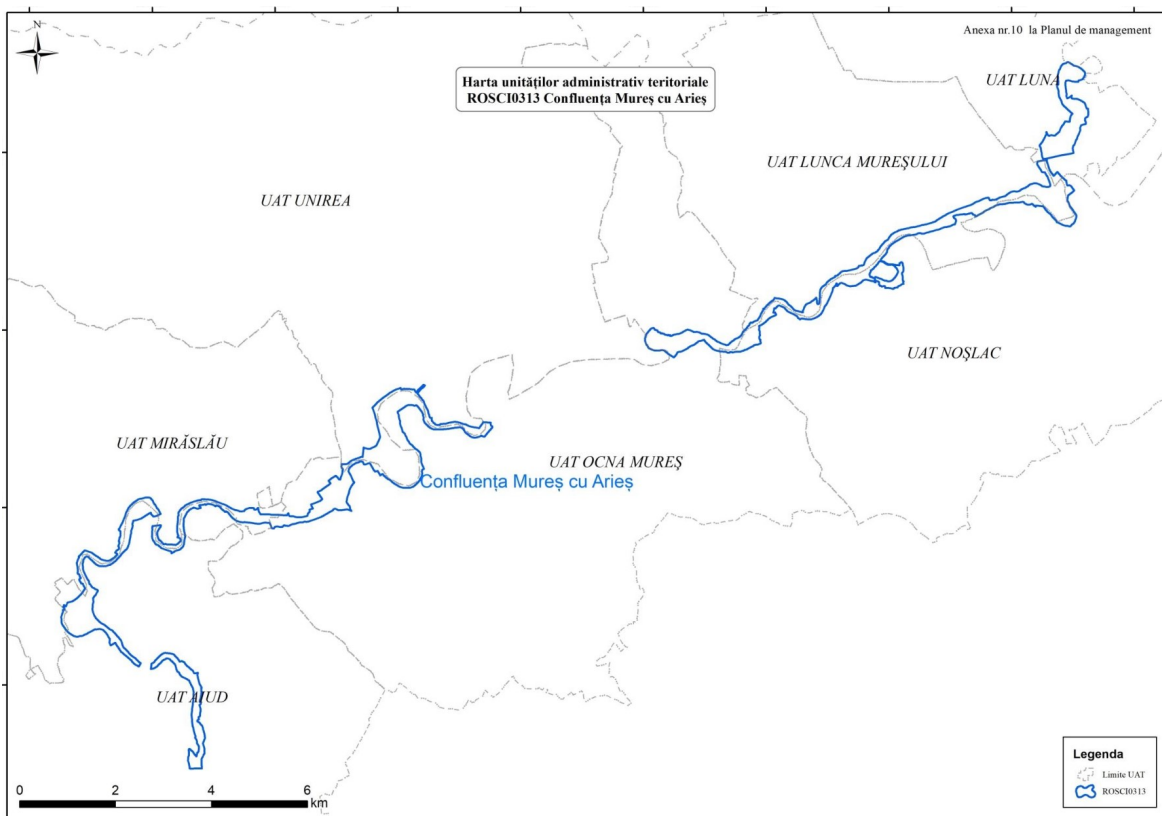 N
Anexa nr.10 la Planul de management
Harta unităților administrativ teritoriale
ROSCI0313 Confluența Mureș cu Arieș
UAT LUNA
UAT LUNCA MUREȘULUI
UAT UNIREA
UAT NOȘLAC
UAT MIRĂSLĂU
UAT OCNA MUREȘ
Confluența Mureș cu Arieș
UAT AIUD
Legenda
Limite UAT
ROSCI0313
0 2 4 6
km